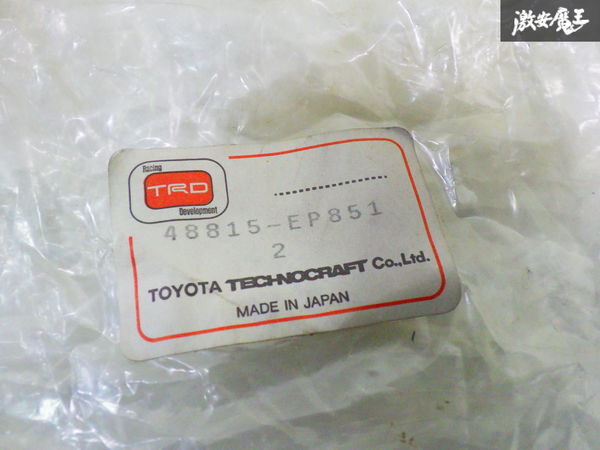 激安魔王
Racing
TRD
Development
48815-EP851
2
TOYOTA TECHNOCRAFT Co.,Ltd.
MADE IN JAPAN